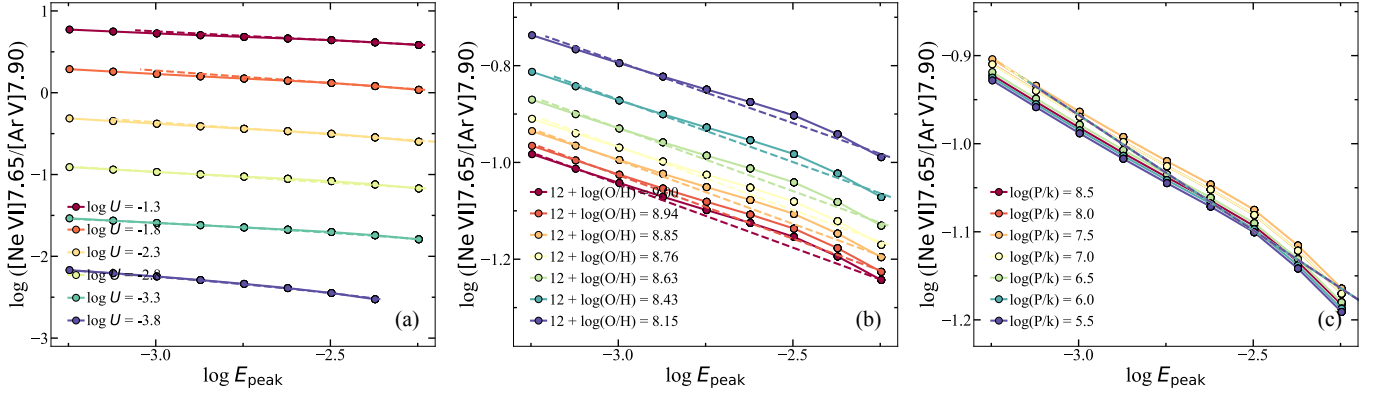 log ([Ne VI]7.65/[Ar V]7.90)
1
0
−1
−2
−3
log U = -1.3
log U = -1.8
log U = -2.3
log U = -2.8
log U = -3.3
log U = -3.8
(a)
−3.0
−2.5
log E_peak
log ([Ne VI]7.65/[Ar V]7.90)
−0.8
−1.0
−1.2
12 + log(O/H) = 9.00
12 + log(O/H) = 8.94
12 + log(O/H) = 8.85
12 + log(O/H) = 8.76
12 + log(O/H) = 8.63
12 + log(O/H) = 8.43
12 + log(O/H) = 8.15
(b)
−3.0
−2.5
log E_peak
log ([Ne VI]7.65/[Ar V]7.90)
−0.9
−1.0
−1.1
−1.2
log(P/k) = 8.5
log(P/k) = 8.0
log(P/k) = 7.5
log(P/k) = 7.0
log(P/k) = 6.5
log(P/k) = 6.0
log(P/k) = 5.5
(c)
−3.0
−2.5
log E_peak